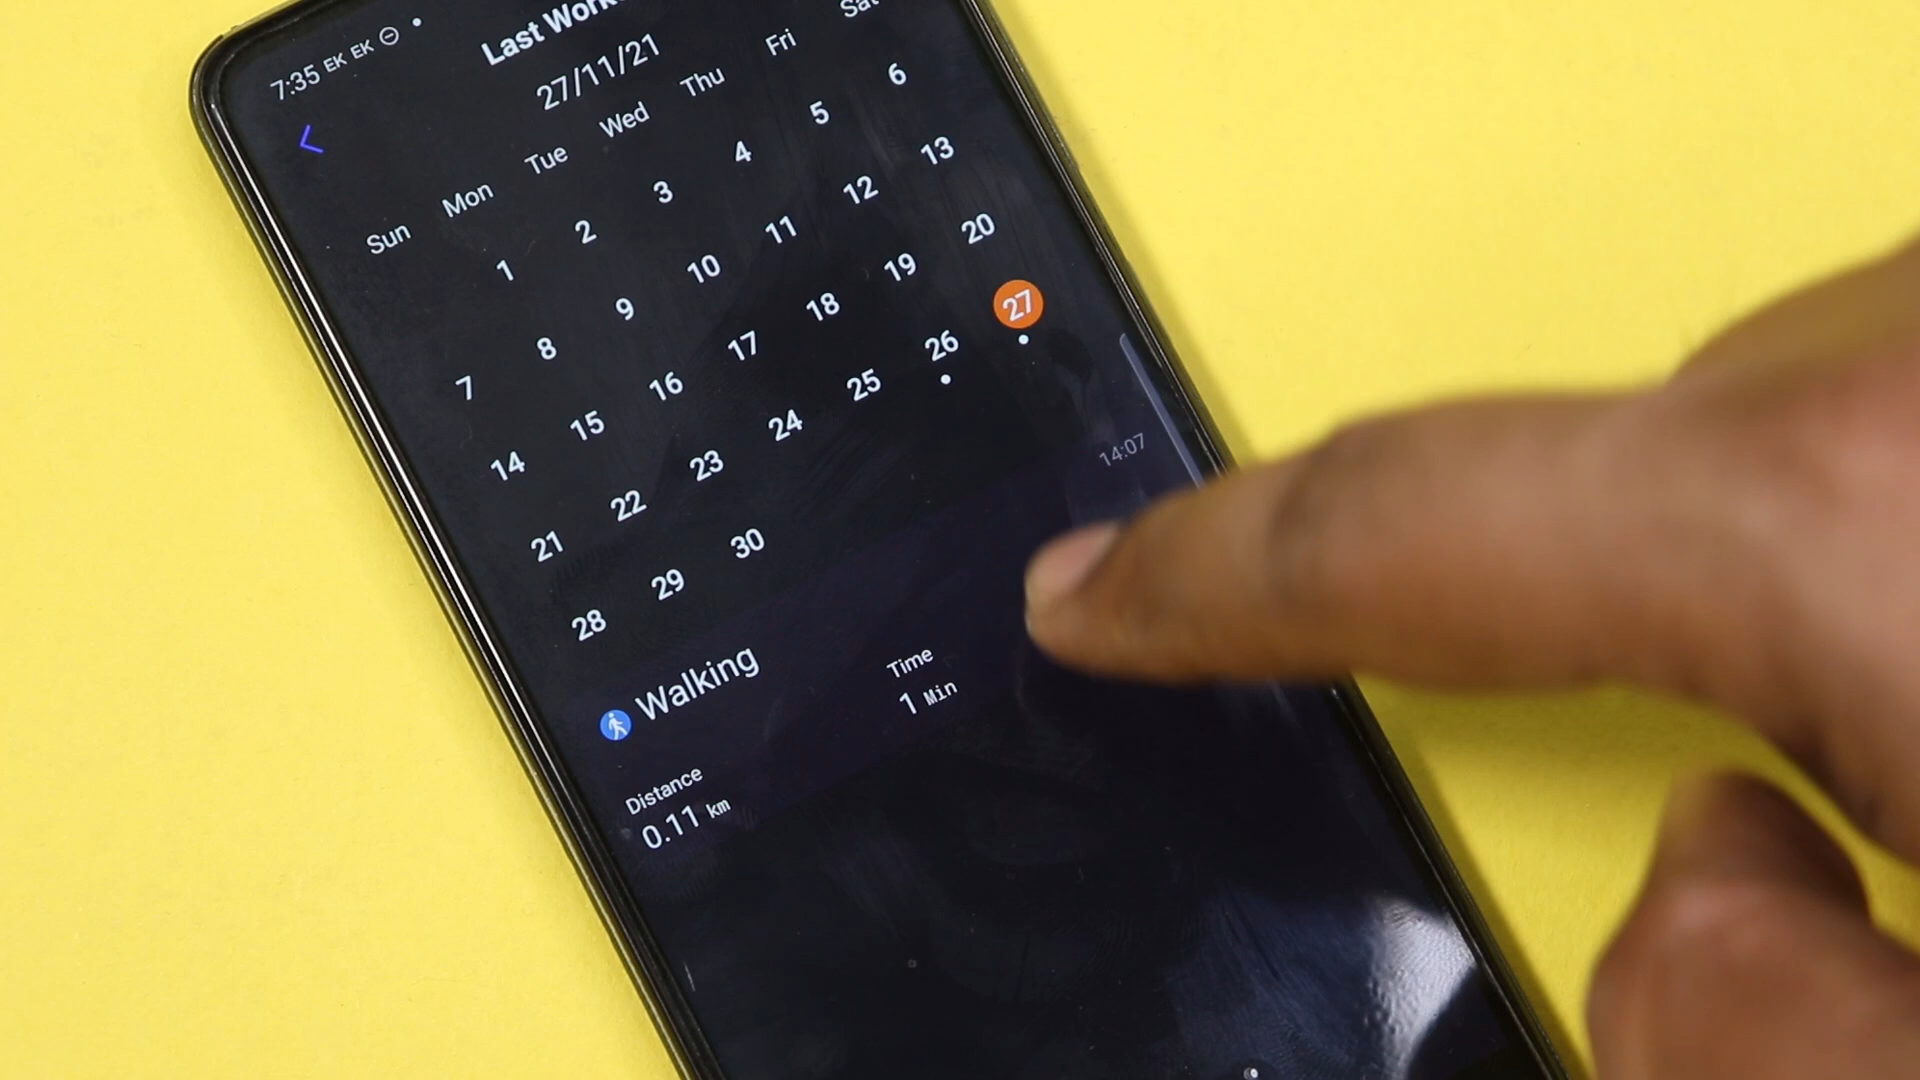 7:35 EK EK
Last Work
27/11/21
Sun Mon Tue Wed Thu Fri Sat
1 2 3 4 5 6
7 8 9 10 11 12 13
14 15 16 17 18 19 20
21 22 23 24 25 26 27
28 29 30
14:07
Walking
Distance Time
0.11 km 1 Min